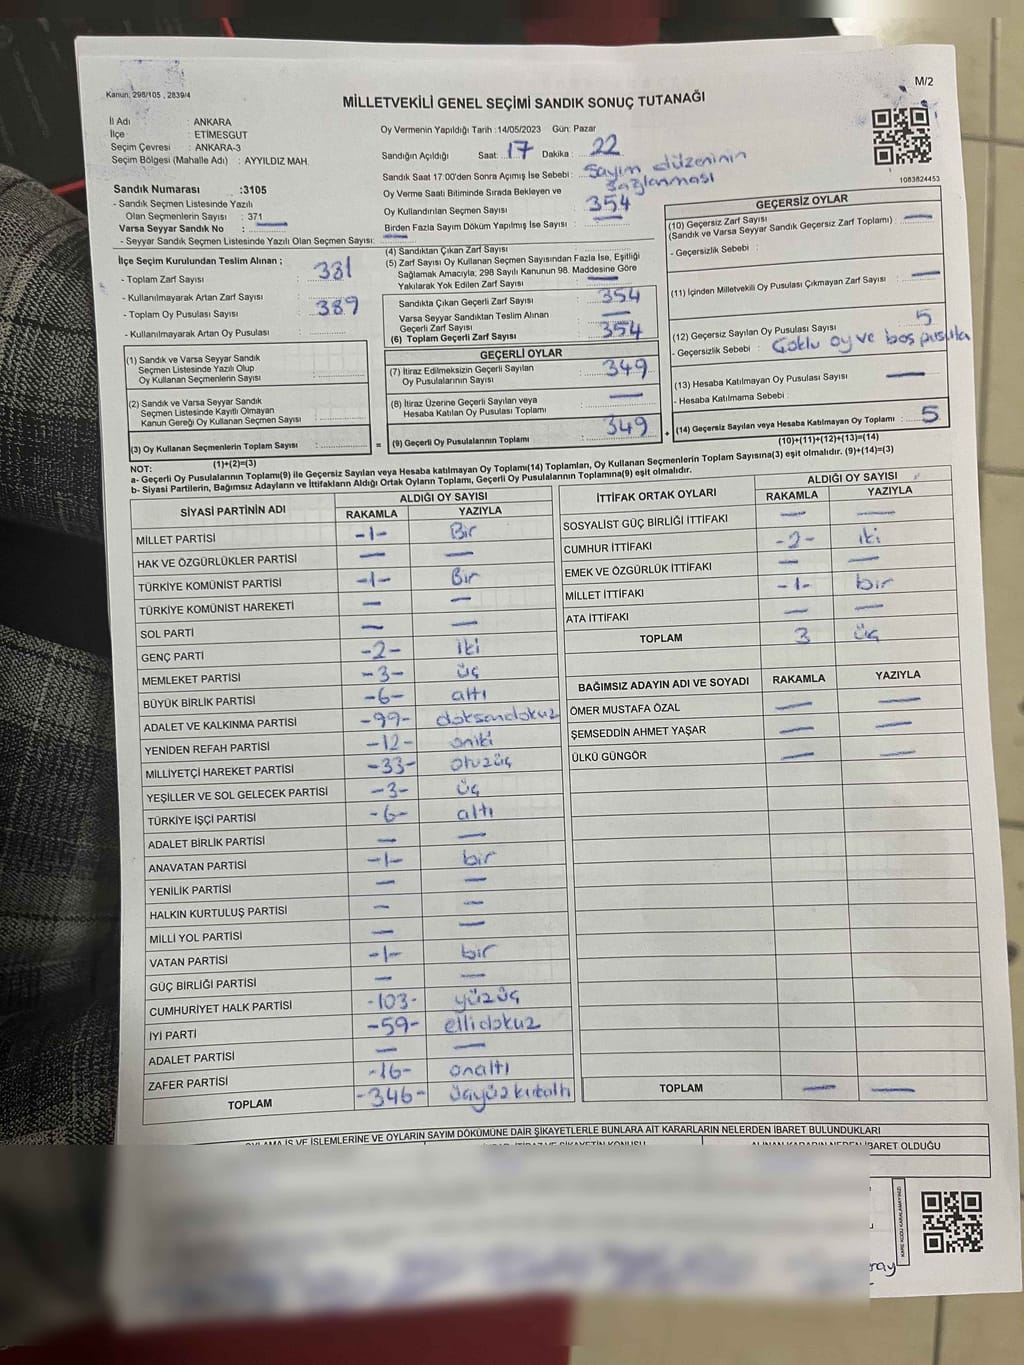 Kanun: 298/105 , 2839/4
M/2
MİLLETVEKİLİ GENEL SEÇİMİ SANDIK SONUÇ TUTANAĞI
İl Adı : ANKARA
İlçe : ETİMESGUT
Seçim Çevresi : ANKARA-3
Seçim Bölgesi (Mahalle Adı) : AYYILDIZ MAH.
Sandık Numarası :3105
- Sandık Seçmen Listesinde Yazılı
Olan Seçmenlerin Sayısı : 371
Varsa Seyyar Sandık No :
- Seyyar Sandık Seçmen Listesinde Yazılı Olan Seçmen Sayısı:
Oy Vermenin Yapıldığı Tarih :14/05/2023 Gün: Pazar
Sandığın Açıldığı Saat: 17 Dakika : 22
Sandık Saat 17:00'den Sonra Açımış İse Sebebi : Sayım düzeninin sağlanması
Oy Verme Saati Bitiminde Sırada Bekleyen ve
Oy Kullandırılan Seçmen Sayısı : 354
Birden Fazla Sayım Döküm Yapılmış İse Sayısı : —
1083824453
İlçe Seçim Kurulundan Teslim Alınan ;
- Toplam Zarf Sayısı : 381
- Kullanılmayarak Artan Zarf Sayısı :
- Toplam Oy Pusulası Sayısı : 389
- Kullanılmayarak Artan Oy Pusulası :
(1) Sandık ve Varsa Seyyar Sandık
Seçmen Listesinde Yazılı Olup
Oy Kullanan Seçmenlerin Sayısı :
(2) Sandık ve Varsa Seyyar Sandık
Seçmen Listesinde Kayıtlı Olmayan
Kanun Gereği Oy Kullanan Seçmen Sayısı :
(3) Oy Kullanan Seçmenlerin Toplam Sayısı : =
(1)+(2)=(3)
(4) Sandıktan Çıkan Zarf Sayısı :
(5) Zarf Sayısı Oy Kullanan Seçmen Sayısından Fazla İse, Eşitliği
Sağlamak Amacıyla; 298 Sayılı Kanunun 98. Maddesine Göre
Yakılarak Yok Edilen Zarf Sayısı : —
Sandıkta Çıkan Geçerli Zarf Sayısı : 354
Varsa Seyyar Sandıktan Teslim Alınan
Geçerli Zarf Sayısı : —
(6) Toplam Geçerli Zarf Sayısı : 354
GEÇERLİ OYLAR
(7) İtiraz Edilmeksizin Geçerli Sayılan
Oy Pusulalarının Sayısı : 349
(8) İtiraz Üzerine Geçerli Sayılan veya
Hesaba Katılan Oy Pusulası Toplamı : —
(9) Geçerli Oy Pusulalarının Toplamı : 349 +
GEÇERSİZ OYLAR
(10) Geçersiz Zarf Sayısı : —
(Sandık ve Varsa Seyyar Sandık Geçersiz Zarf Toplamı)
- Geçersizlik Sebebi :
(11) İçinden Milletvekili Oy Pusulası Çıkmayan Zarf Sayısı : —
(12) Geçersiz Sayılan Oy Pusulası Sayısı : 5
- Geçersizlik Sebebi : Çoklu oy ve boş pusula
(13) Hesaba Katılmayan Oy Pusulası Sayısı : —
- Hesaba Katılmama Sebebi :
(14) Geçersiz Sayılan veya Hesaba Katılmayan Oy Toplamı : 5
(10)+(11)+(12)+(13)=(14)
NOT:
a- Geçerli Oy Pusulalarının Toplamı(9) ile Geçersiz Sayılan veya Hesaba katılmayan Oy Toplamı(14) Toplamları, Oy Kullanan Seçmenlerin Toplam Sayısına(3) eşit olmalıdır. (9)+(14)=(3)
b- Siyasi Partilerin, Bağımsız Adayların ve İttifakların Aldığı Ortak Oyların Toplamı, Geçerli Oy Pusulalarının Toplamına(9) eşit olmalıdır.
SİYASİ PARTİNİN ADI ALDIĞI OY SAYISI
RAKAMLA YAZIYLA
MİLLET PARTİSİ -1- Bir
HAK VE ÖZGÜRLÜKLER PARTİSİ — —
TÜRKİYE KOMÜNİST PARTİSİ -1- Bir
TÜRKİYE KOMÜNİST HAREKETİ — —
SOL PARTİ — —
GENÇ PARTİ -2- iki
MEMLEKET PARTİSİ -3- üç
BÜYÜK BİRLİK PARTİSİ -6- altı
ADALET VE KALKINMA PARTİSİ -99- doksandokuz
YENİDEN REFAH PARTİSİ -12- oniki
MİLLİYETÇİ HAREKET PARTİSİ -33- otuzüç
YEŞİLLER VE SOL GELECEK PARTİSİ -3- üç
TÜRKİYE İŞÇİ PARTİSİ -6- altı
ADALET BİRLİK PARTİSİ — —
ANAVATAN PARTİSİ -1- bir
YENİLİK PARTİSİ — —
HALKIN KURTULUŞ PARTİSİ — —
MİLLİ YOL PARTİSİ — —
VATAN PARTİSİ -1- bir
GÜÇ BİRLİĞİ PARTİSİ — —
CUMHURİYET HALK PARTİSİ -103- yüzüç
İYİ PARTİ -59- ellidokuz
ADALET PARTİSİ — —
ZAFER PARTİSİ -16- onaltı
TOPLAM -346- üçyüzkırkaltı
İTTİFAK ORTAK OYLARI ALDIĞI OY SAYISI
RAKAMLA YAZIYLA
SOSYALİST GÜÇ BİRLİĞİ İTTİFAKI — —
CUMHUR İTTİFAKI -2- iki
EMEK VE ÖZGÜRLÜK İTTİFAKI — —
MİLLET İTTİFAKI -1- bir
ATA İTTİFAKI — —
TOPLAM 3 üç
BAĞIMSIZ ADAYIN ADI VE SOYADI RAKAMLA YAZIYLA
ÖMER MUSTAFA ÖZAL — —
ŞEMSEDDİN AHMET YAŞAR — —
ÜLKÜ GÜNGÖR — —
TOPLAM — —
İŞ VE İŞLEMLERİNE VE OYLARIN SAYIM DÖKÜMÜNE DAİR ŞİKAYETLERLE BUNLARA AİT KARARLARIN NELERDEN İBARET BULUNDUKLARI
ALINAN KARARIN NEDEN İBARET OLDUĞU
KARE KODU KARALAMAYINIZ!